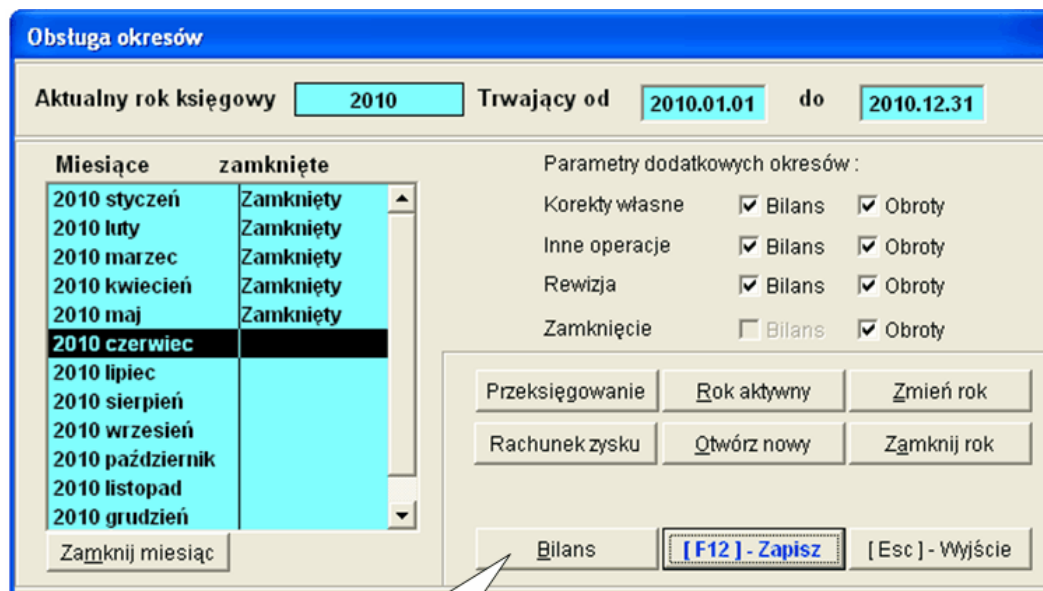 Obsługa okresów
Aktualny rok księgowy 2010 Trwający od 2010.01.01 do 2010.12.31
Miesiące zamknięte
2010 styczeń Zamknięty
2010 luty Zamknięty
2010 marzec Zamknięty
2010 kwiecień Zamknięty
2010 maj Zamknięty
2010 czerwiec
2010 lipiec
2010 sierpień
2010 wrzesień
2010 październik
2010 listopad
2010 grudzień
Zamknij miesiąc
Parametry dodatkowych okresów :
Korekty własne Bilans Obroty
Inne operacje Bilans Obroty
Rewizja Bilans Obroty
Zamknięcie Bilans Obroty
Przeksięgowanie Rok aktywny Zmień rok
Rachunek zysku Otwórz nowy Zamknij rok
Bilans [ F12 ] - Zapisz [ Esc ] - Wyjście